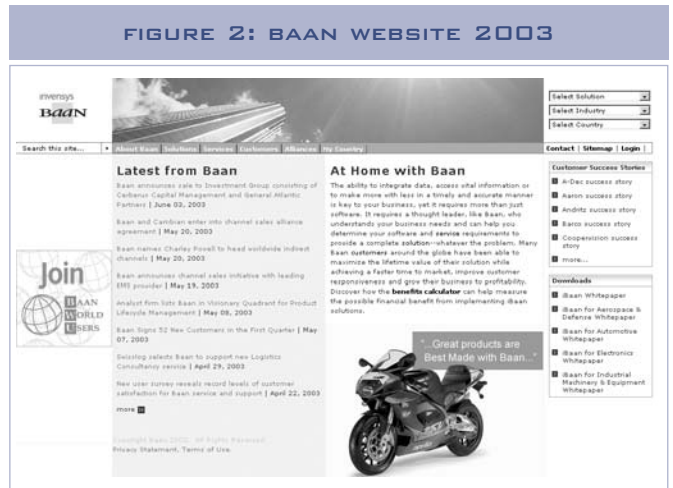 FIGURE 2: BAAN WEBSITE 2003
invensys
BAAN
Select Solution
Select Industry
Select Country
Search this site...
About Baan Solutions Services Customers Alliances My Country
Contact | Sitemap | Login |
Latest from Baan
Baan announces sale to Investment Group consisting of
Cerberus Capital Management and General Atlantic
Partners | June 03, 2003
Baan and Cambian enter into channel sales alliance
agreement | May 20, 2003
Baan names Charley Powell to head worldwide indirect
channels | May 20, 2003
Baan announces channel sales initiative with leading
EMS provider | May 19, 2003
Analyst firm lists Baan in Visionary Quadrant for Product
Lifecycle Management | May 08, 2003
Baan Signs 52 New Customers in the First Quarter | May
07, 2003
selects Baan to support new Logistics
Consultancy service | April 29, 2003
New user survey reveals record levels of customer
satisfaction for Baan service and support | April 22, 2003
more
Copyright Baan All Rights Reserved
Privacy Statement. Terms of Use.
Join
BAAN
WORLD
USERS
At Home with Baan
The ability to integrate data, access vital information or
to make more with less in a timely and accurate manner
is key to your business, yet it requires more than just
software. It requires a thought leader, like Baan, who
understands your business needs and can help you
determine your software and service requirements to
provide a complete solution--whatever the problem. Many
Baan customers around the globe have been able to
maximize the lifetime value of their solution while
achieving a faster time to market, improve customer
responsiveness and grow their business to profitability.
Discover how the benefits calculator can help measure
the possible financial benefit from implementing iBaan
solutions.
"...Great products are
Best Made with Baan..."
Customer Success Stories
A-Dec success story
Aaron success story
Andritz success story
Barco success story
Coopervision success
story
more...
Downloads
iBaan Whitepaper
iBaan for Aerospace &
Defense Whitepaper
iBaan for Automotive
Whitepaper
iBaan for Electronics
Whitepaper
iBaan for Industrial
Machinery & Equipment
Whitepaper